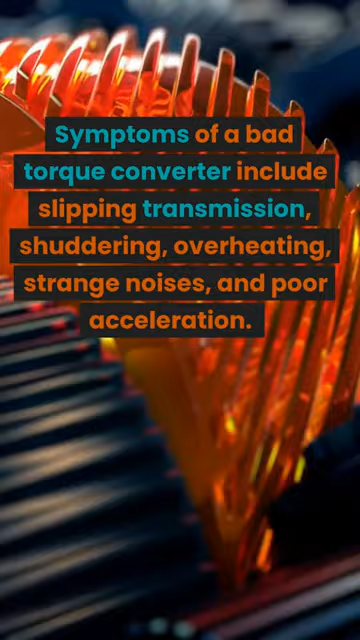 Symptoms of a bad
torque converter include
slipping transmission,
shuddering, overheating,
strange noises, and poor
acceleration.